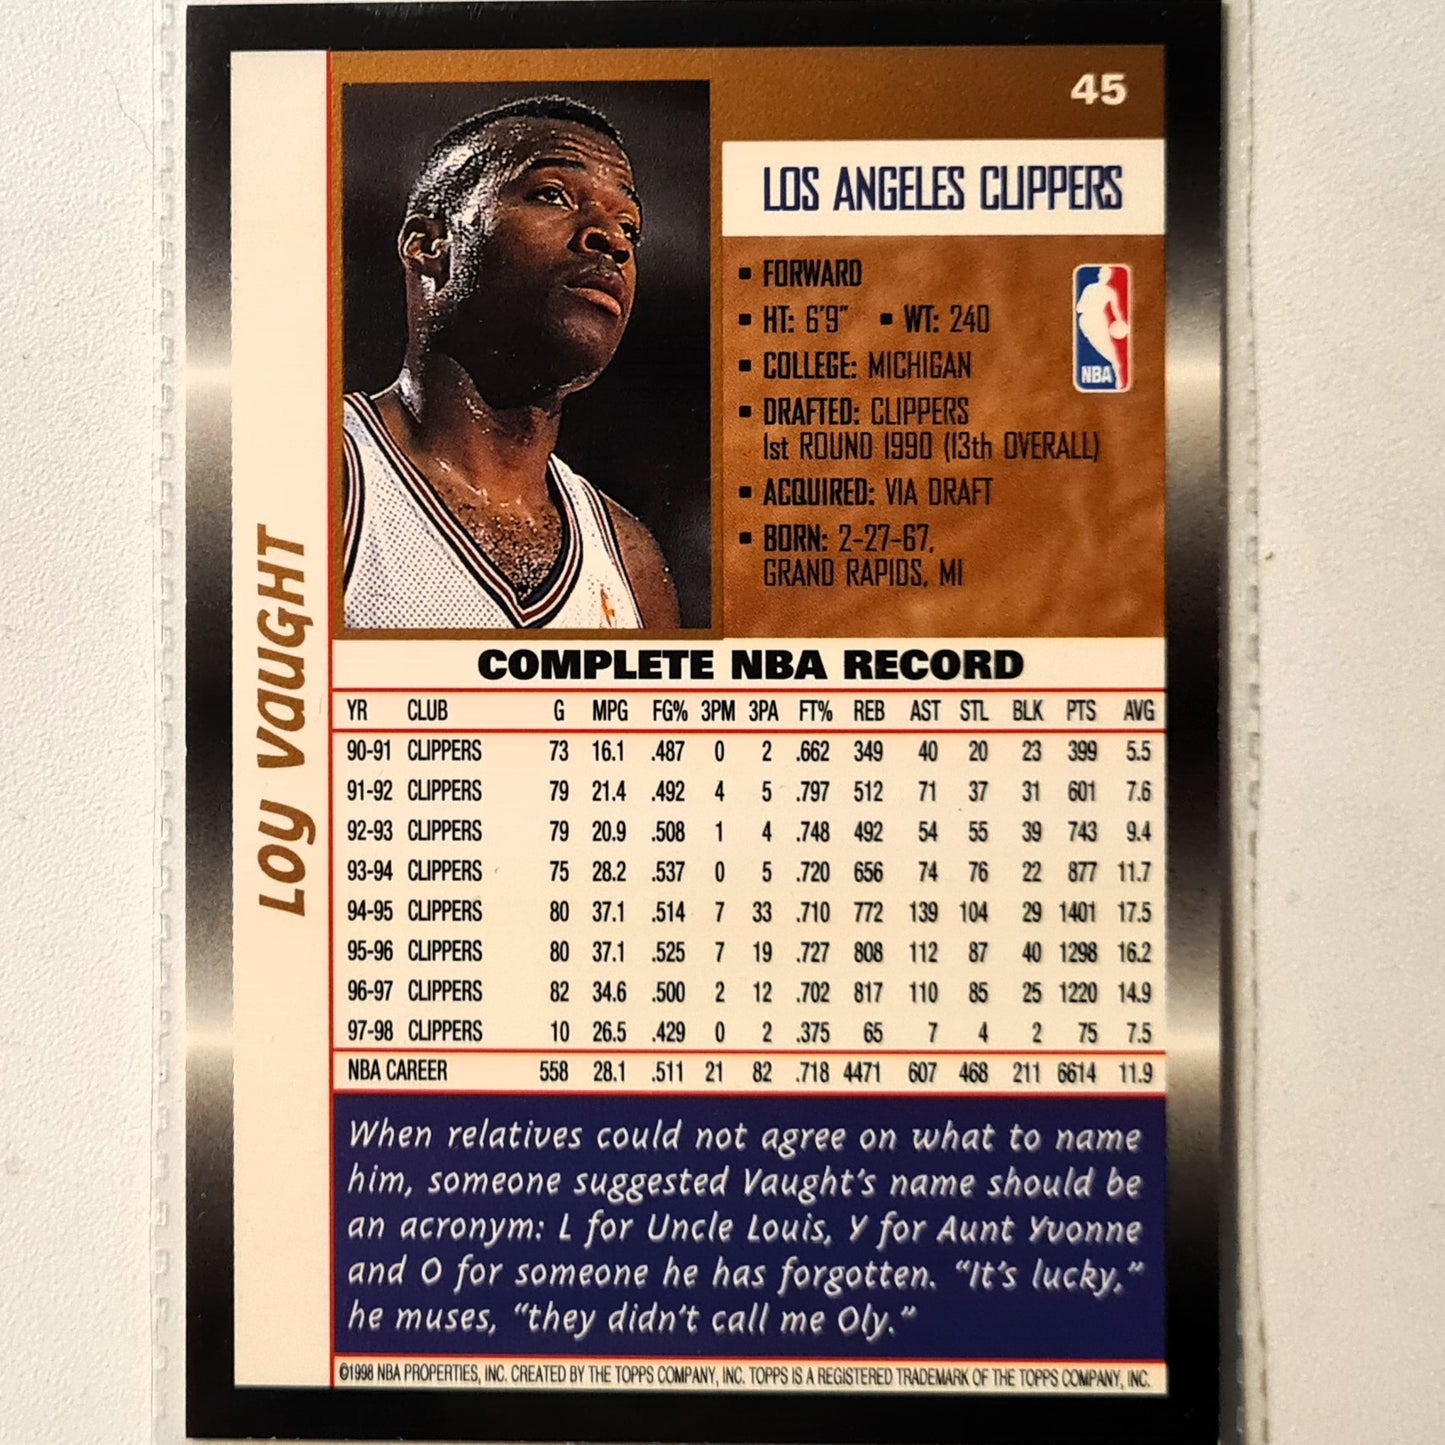 45
LOS ANGELES CLIPPERS
▪ FORWARD
▪ HT: 6'9" ▪ WT: 240
▪ COLLEGE: MICHIGAN
▪ DRAFTED: CLIPPERS
1st ROUND 1990 (13th OVERALL)
▪ ACQUIRED: VIA DRAFT
▪ BORN: 2-27-67,
GRAND RAPIDS, MI
NBA
LOY VAUGHT
COMPLETE NBA RECORD
YR CLUB G MPG FG% 3PM 3PA FT% REB AST STL BLK PTS AVG
90-91 CLIPPERS 73 16.1 .487 0 2 .662 349 40 20 23 399 5.5
91-92 CLIPPERS 79 21.4 .492 4 5 .797 512 71 37 31 601 7.6
92-93 CLIPPERS 79 20.9 .508 1 4 .748 492 54 55 39 743 9.4
93-94 CLIPPERS 75 28.2 .537 0 5 .720 656 74 76 22 877 11.7
94-95 CLIPPERS 80 37.1 .514 7 33 .710 772 139 104 29 1401 17.5
95-96 CLIPPERS 80 37.1 .525 7 19 .727 808 112 87 40 1298 16.2
96-97 CLIPPERS 82 34.6 .500 2 12 .702 817 110 85 25 1220 14.9
97-98 CLIPPERS 10 26.5 .429 0 2 .375 65 7 4 2 75 7.5
NBA CAREER 558 28.1 .511 21 82 .718 4471 607 468 211 6614 11.9
When relatives could not agree on what to name
him, someone suggested Vaught's name should be
an acronym: L for Uncle Louis, Y for Aunt Yvonne
and O for someone he has forgotten. "It's lucky,"
he muses, "they didn't call me Oly."
©1998 NBA PROPERTIES, INC. CREATED BY THE TOPPS COMPANY, INC. TOPPS IS A REGISTERED TRADEMARK OF THE TOPPS COMPANY, INC.